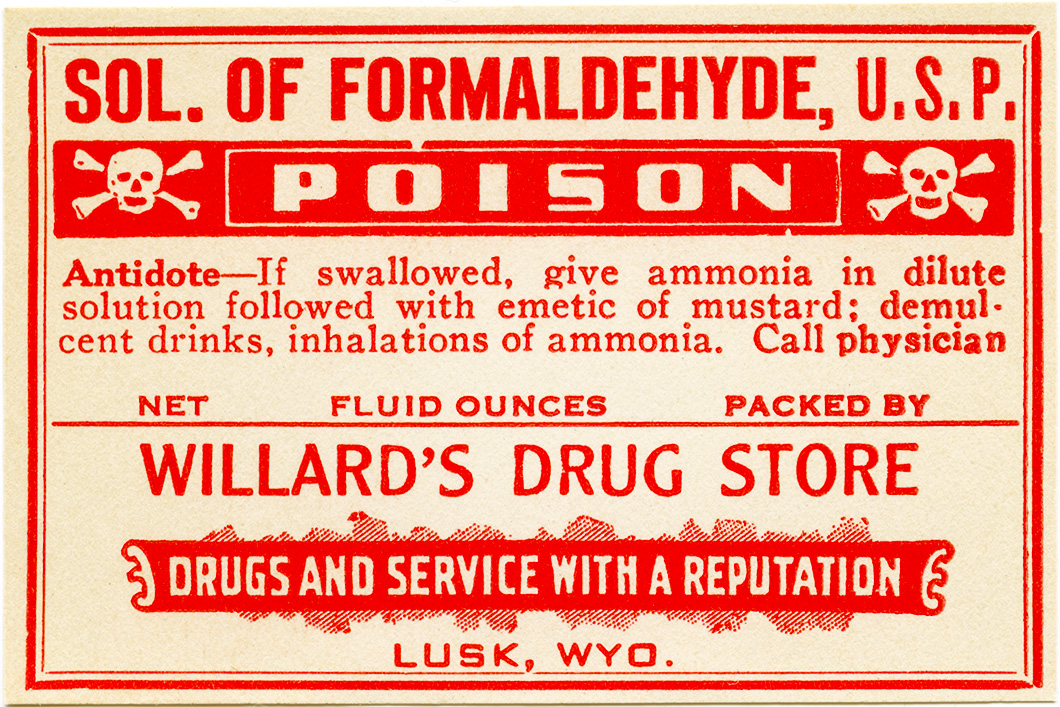 SOL. OF FORMALDEHYDE, U.S.P.
POISON
Antidote—If swallowed, give ammonia in dilute
solution followed with emetic of mustard; demul-
cent drinks, inhalations of ammonia. Call physician
NET FLUID OUNCES PACKED BY
WILLARD'S DRUG STORE
DRUGS AND SERVICE WITH A REPUTATION
LUSK, WYO.